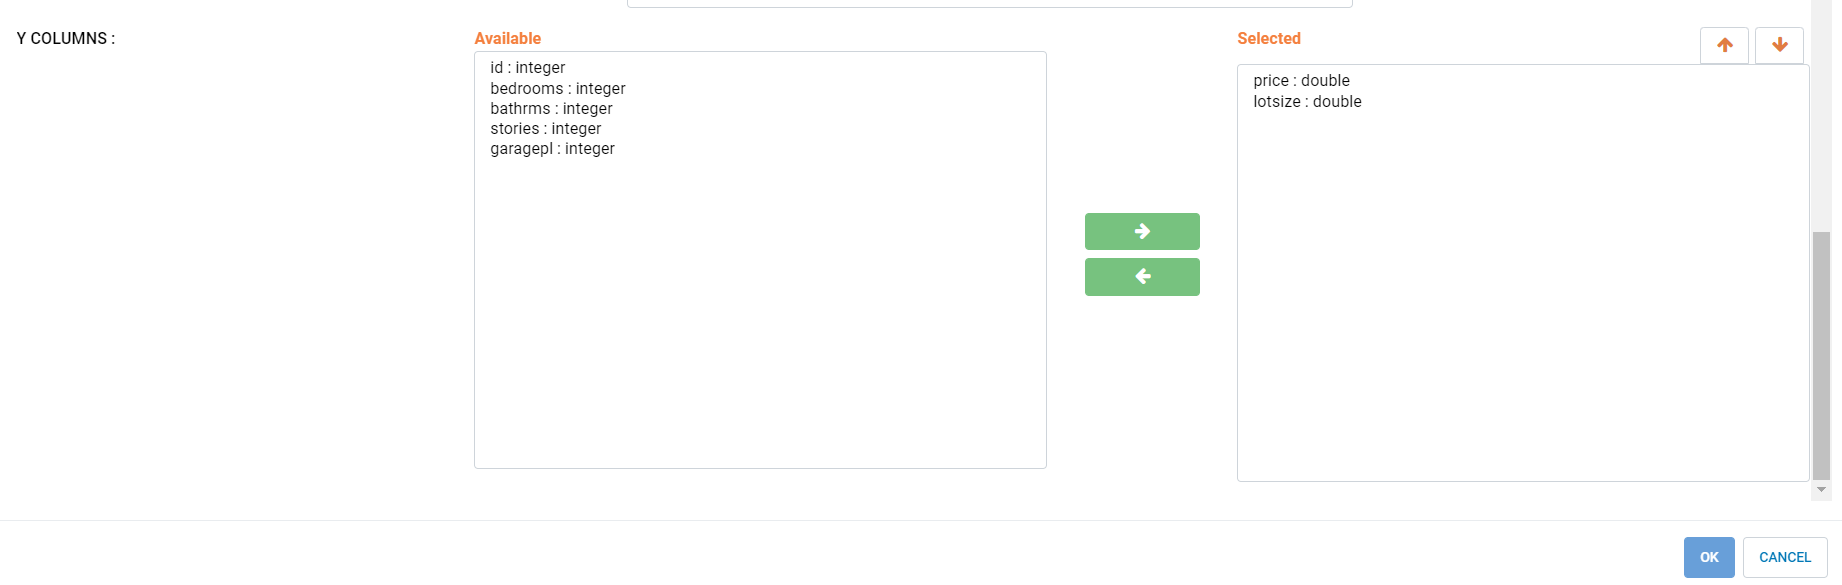 Y COLUMNS :
Available
id : integer
bedrooms : integer
bathrms : integer
stories : integer
garagepl : integer
Selected
price : double
lotsize : double
OK
CANCEL